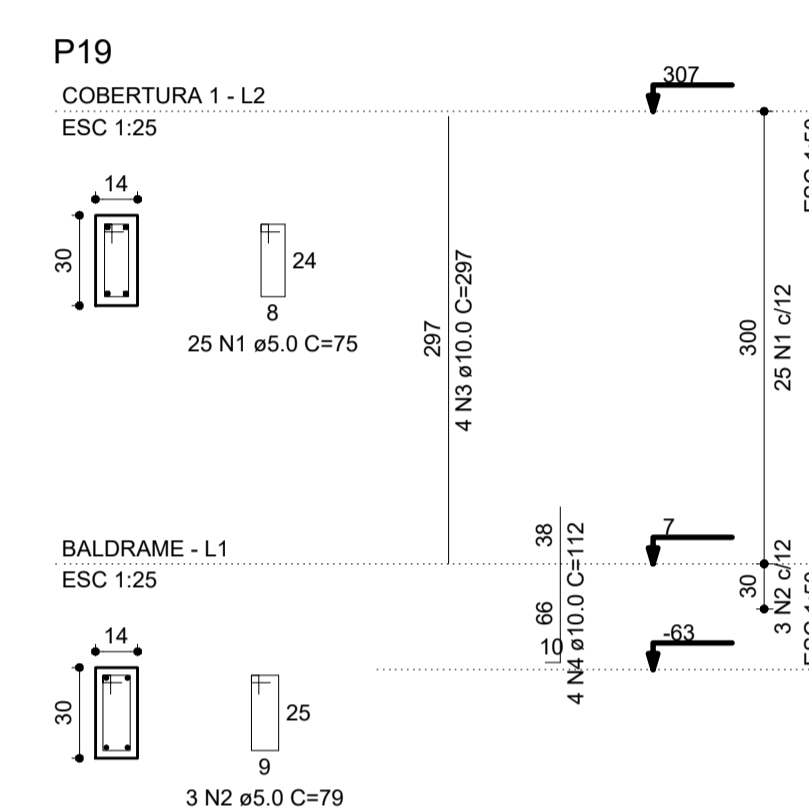 P19
COBERTURA 1 - L2
ESC 1:25
307
14
30
24
8
25 N1 ø5.0 C=75
297
4 N3 ø10.0 C=297
300
25 N1 c/12
BALDRAME - L1
ESC 1:25
38
66
10
4 N4 ø10.0 C=112
7
30
3 N2 c/12
-63
14
30
25
9
3 N2 ø5.0 C=79